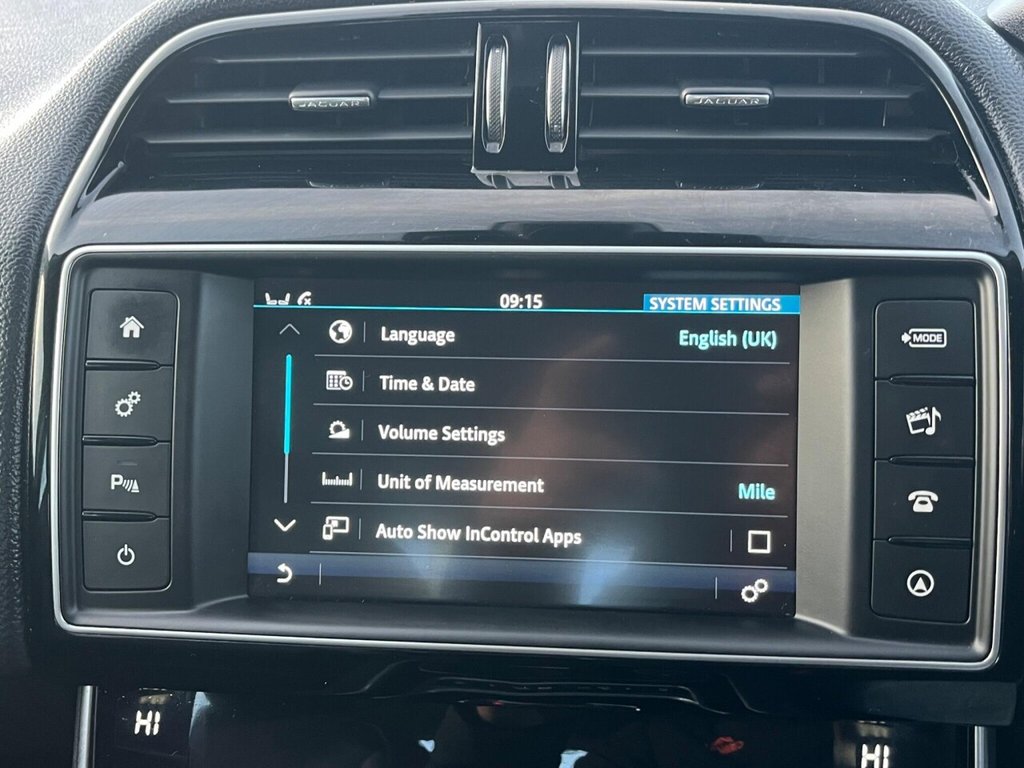 JAGUAR
JAGUAR
09:15
SYSTEM SETTINGS
Language
English (UK)
Time & Date
Volume Settings
Unit of Measurement
Mile
Auto Show InControl Apps
MODE
P
HI
HI